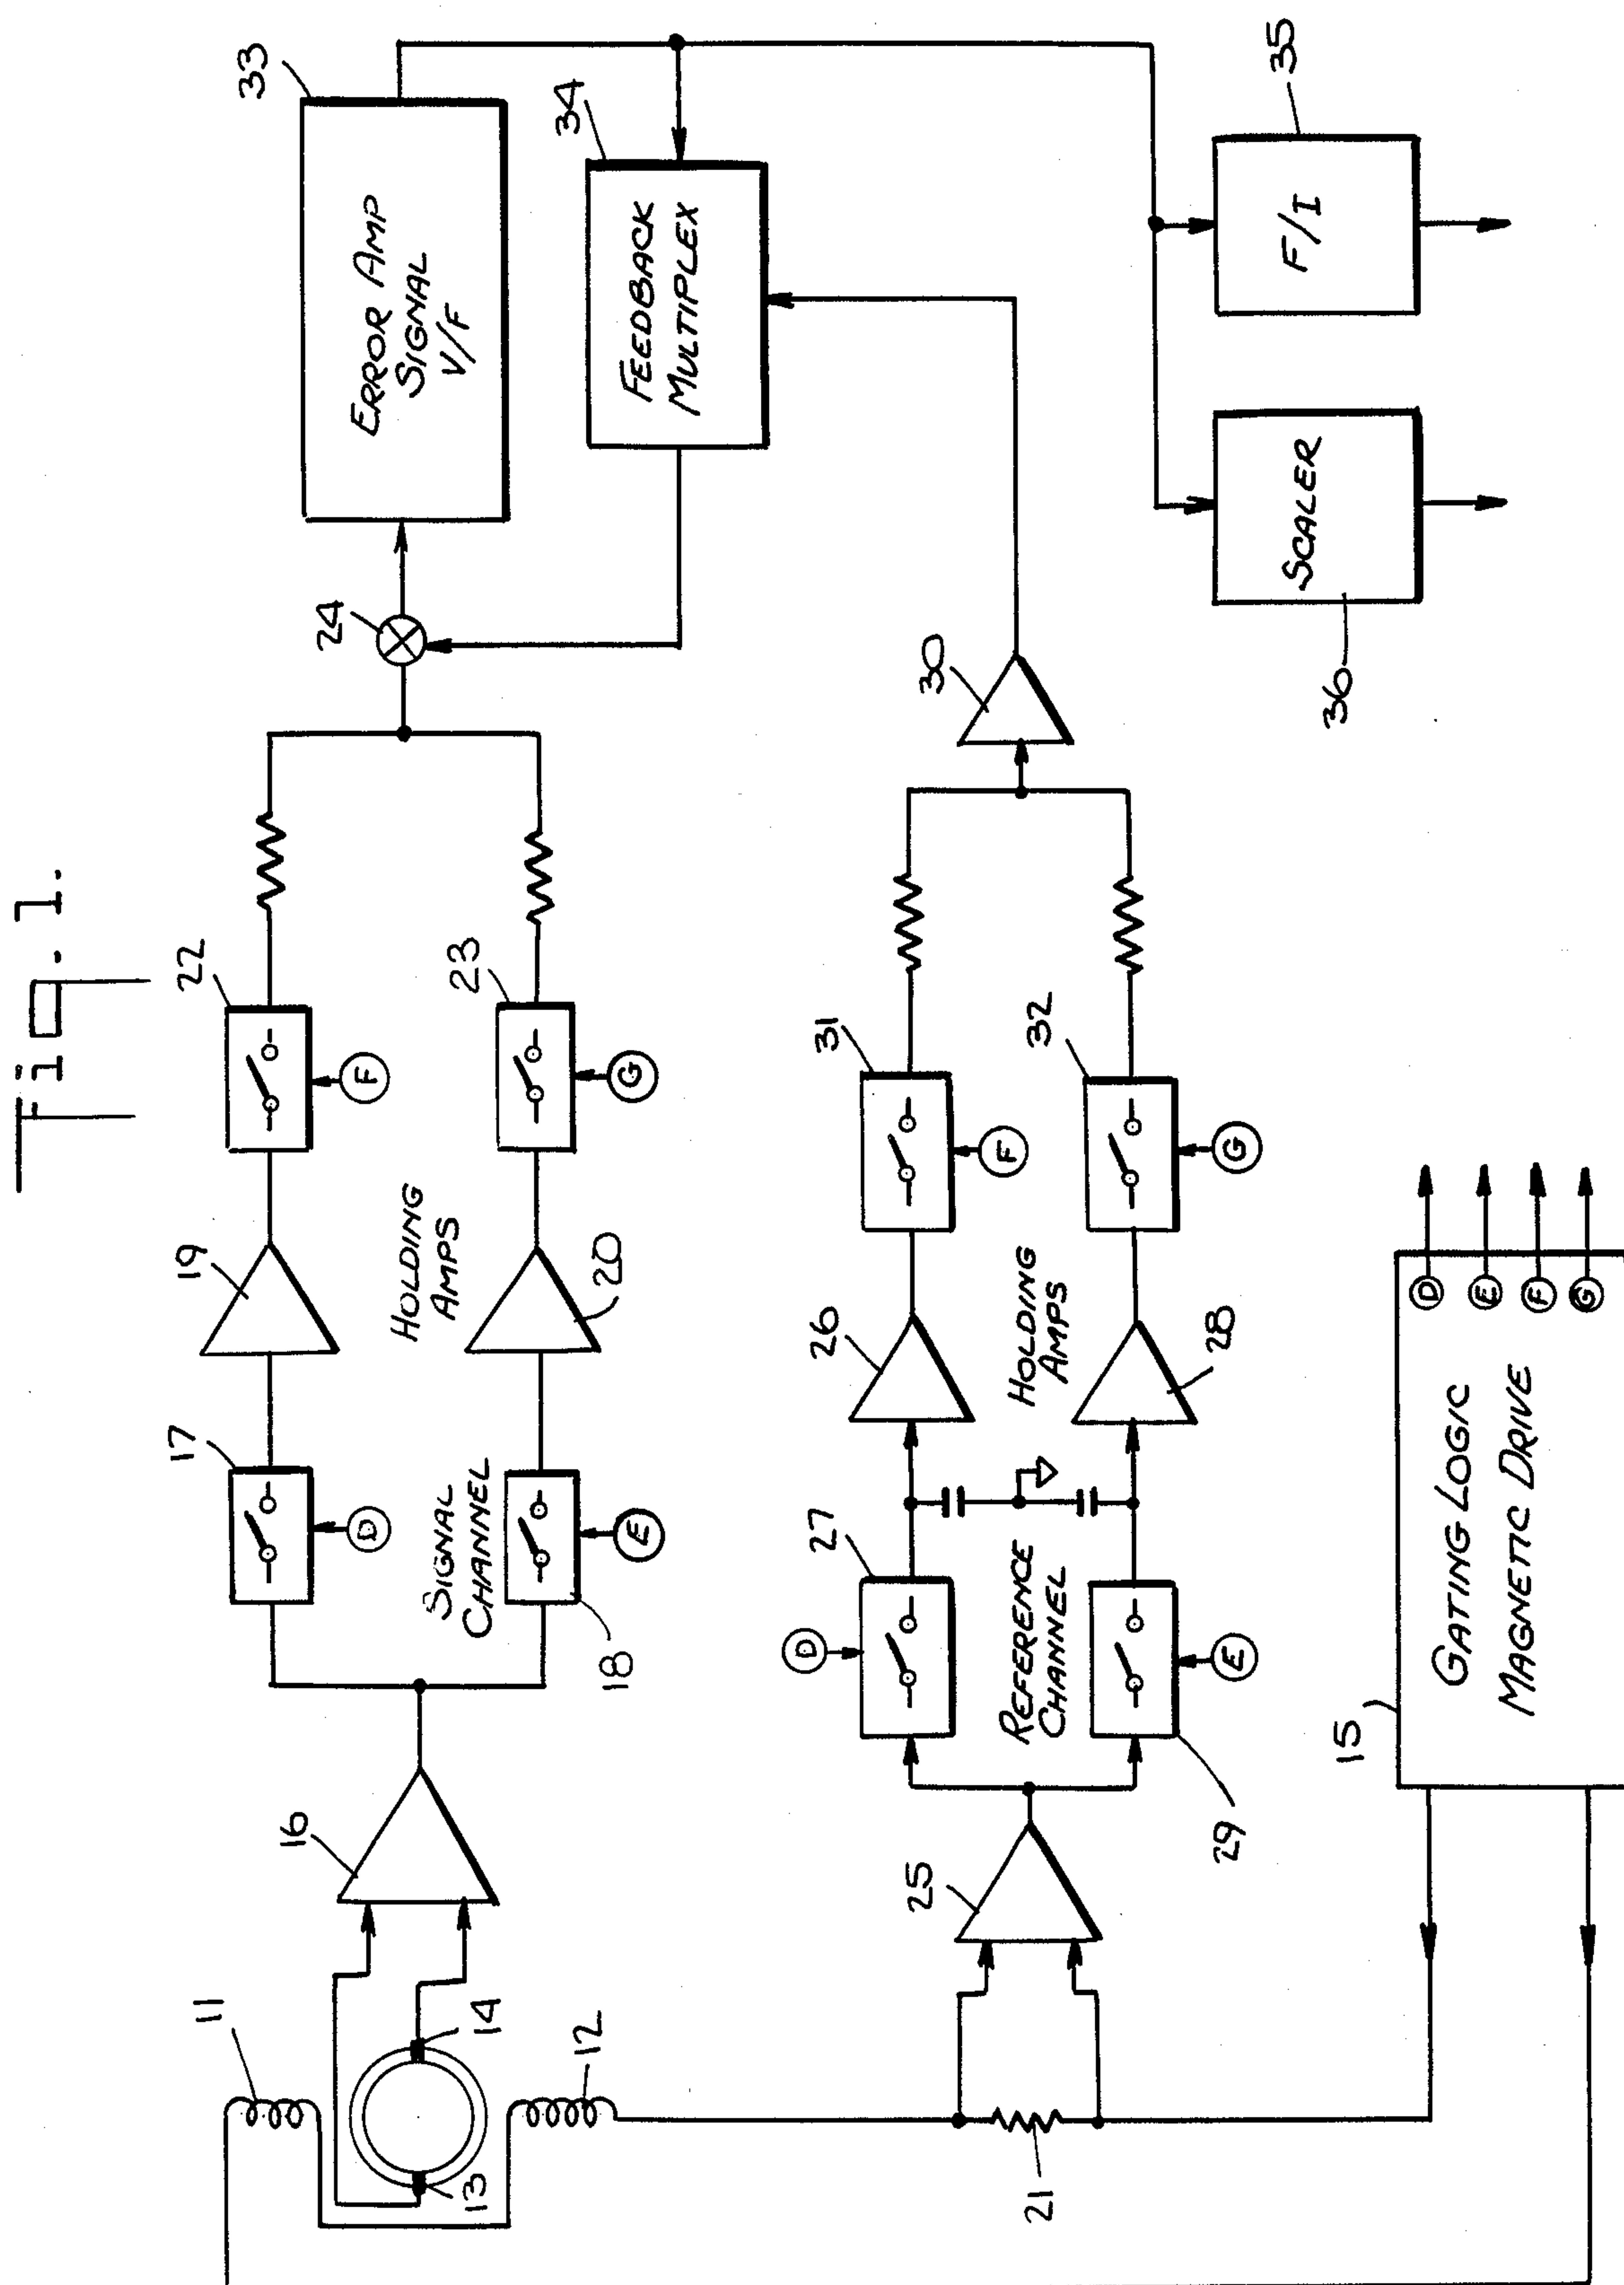 Fig. 1.
11
12
13
14
16
17
D
18
E
SIGNAL
CHANNEL
19
20
HOLDING
AMPS
22
F
23
G
24
33
ERROR AMP
SIGNAL
V/F
34
FEEDBACK
MULTIPLEX
21
25
27
D
29
E
REFERENCE
CHANNEL
26
28
HOLDING
AMPS
31
F
32
G
30
35
F/I
36
SCALER
15
GATING LOGIC
MAGNETIC DRIVE
D
E
F
G